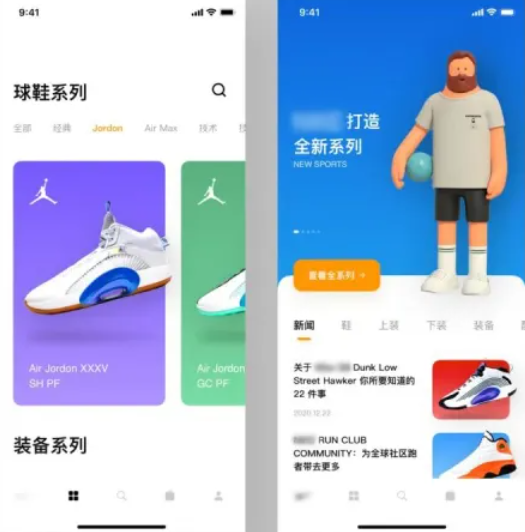 9:41
球鞋系列
全部 经典 Jordon Air Max 技术
Air Jordon XXXV
SH PF
Air Jordon
GC PF
装备系列
9:41
打造
全新系列
NEW SPORTS
查看全系列 →
新闻 鞋 上装 下装 装备
关于 Dunk Low
Street Hawker 你所要知道的
22 件事
2020.12.23
RUN CLUB
COMMUNITY：为全球社区跑
者带去更多